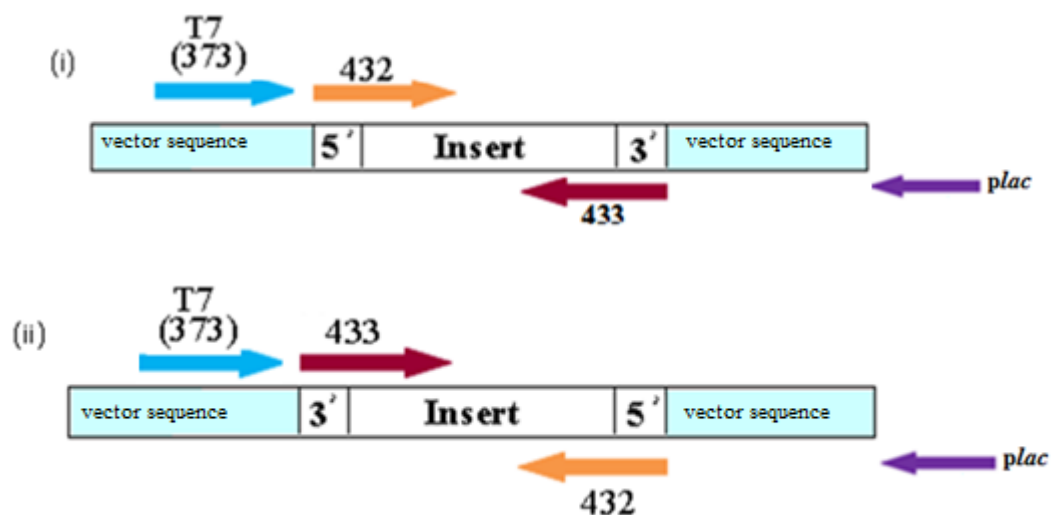 (i)
T7
(373)
432
vector sequence 5′ Insert 3′ vector sequence
433
plac
(ii)
T7
(373)
433
vector sequence 3′ Insert 5′ vector sequence
432
plac